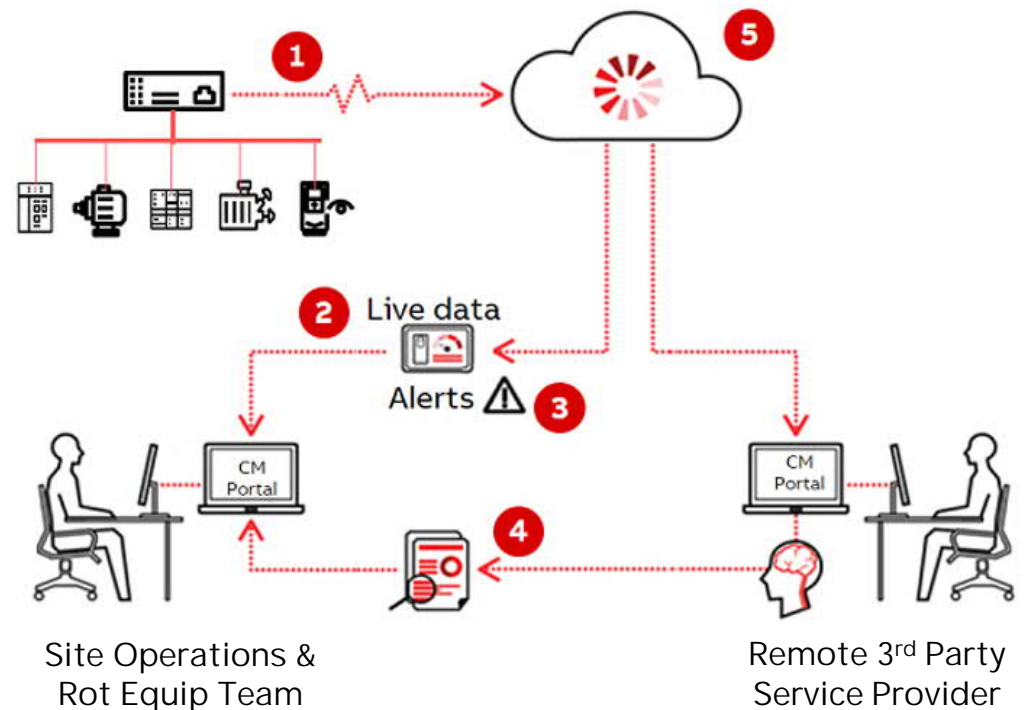 1
5
2 Live data
Alerts 3
CM
Portal
CM
Portal
4
Site Operations &
Rot Equip Team
Remote 3rd Party
Service Provider